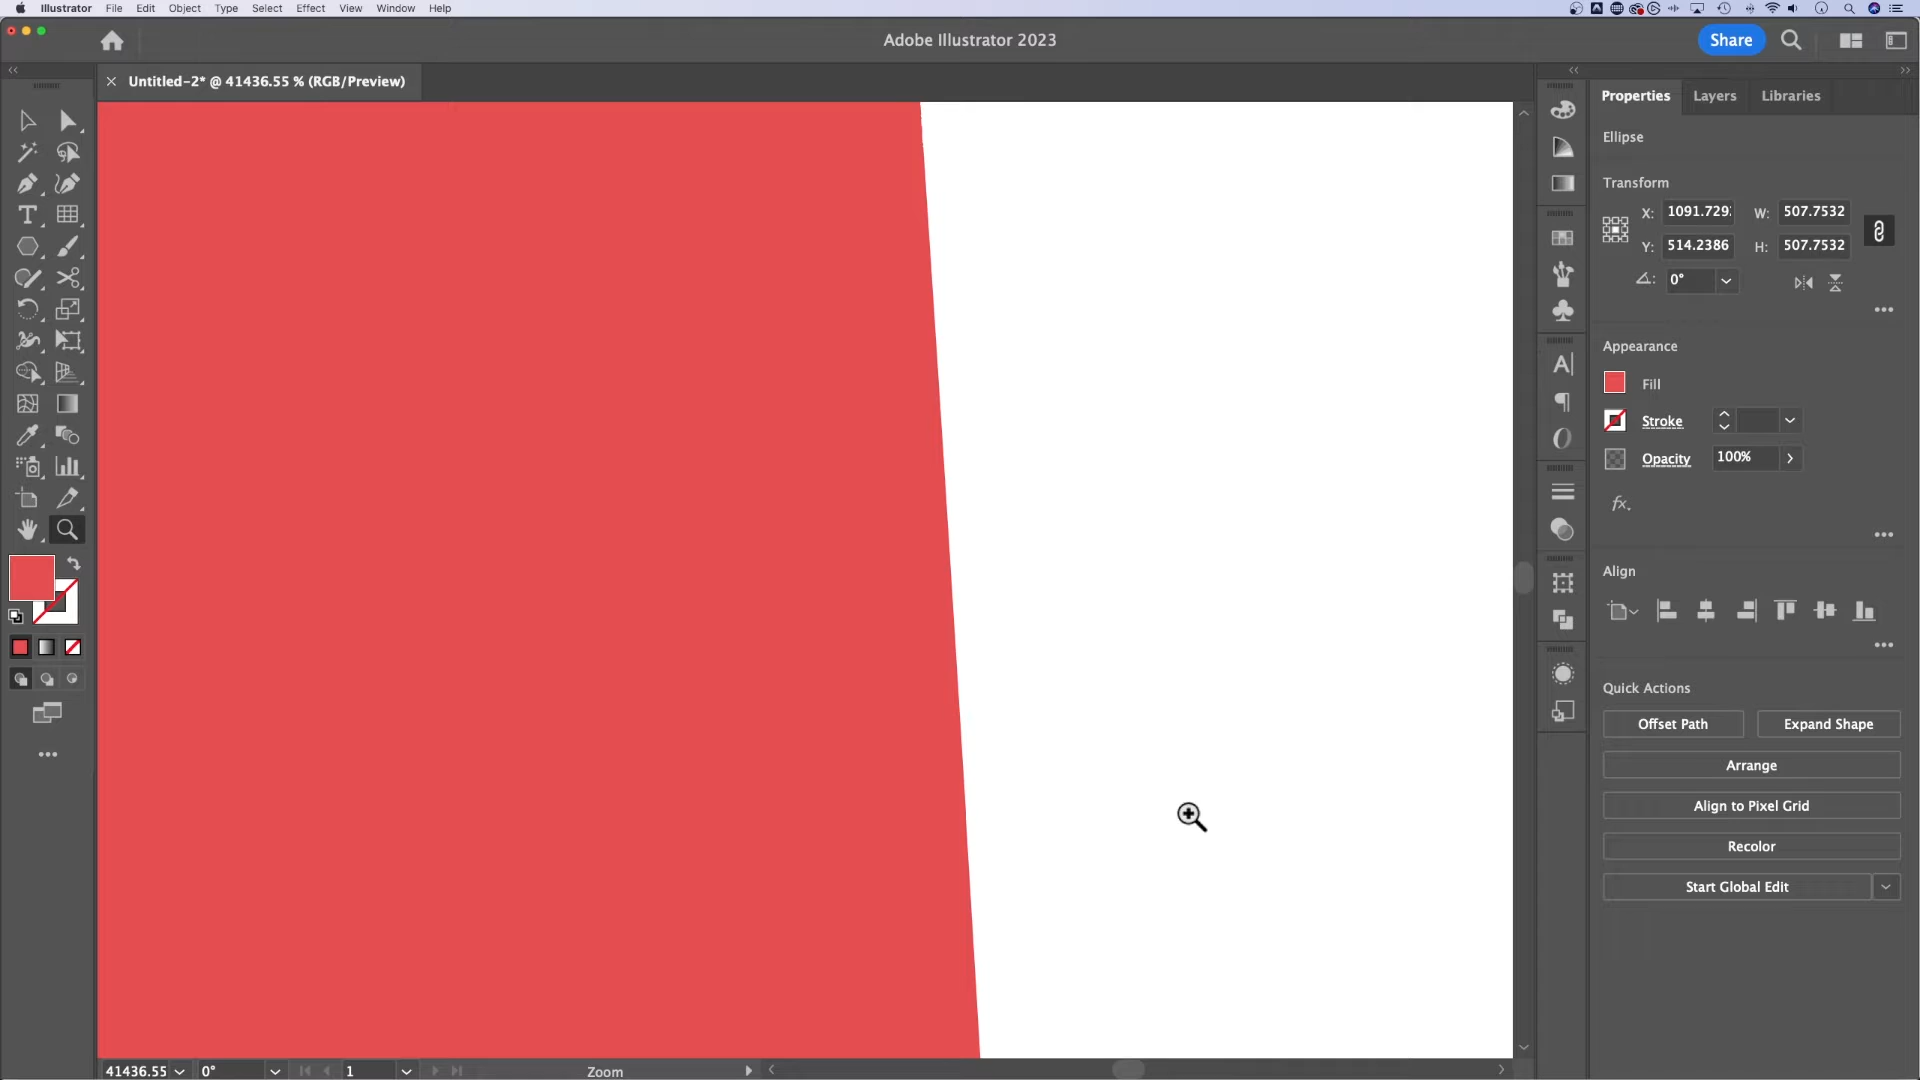 Illustrator File Edit Object Type Select Effect View Window Help
Adobe Illustrator 2023
Share
Untitled-2* @ 41436.55 % (RGB/Preview)
Properties Layers Libraries
Ellipse
Transform
X: 1091.729 W: 507.7532
Y: 514.2386 H: 507.7532
0°
Appearance
Fill
Stroke
Opacity 100%
fx.
Align
Quick Actions
Offset Path Expand Shape
Arrange
Align to Pixel Grid
Recolor
Start Global Edit
41436.55 0° 1 Zoom